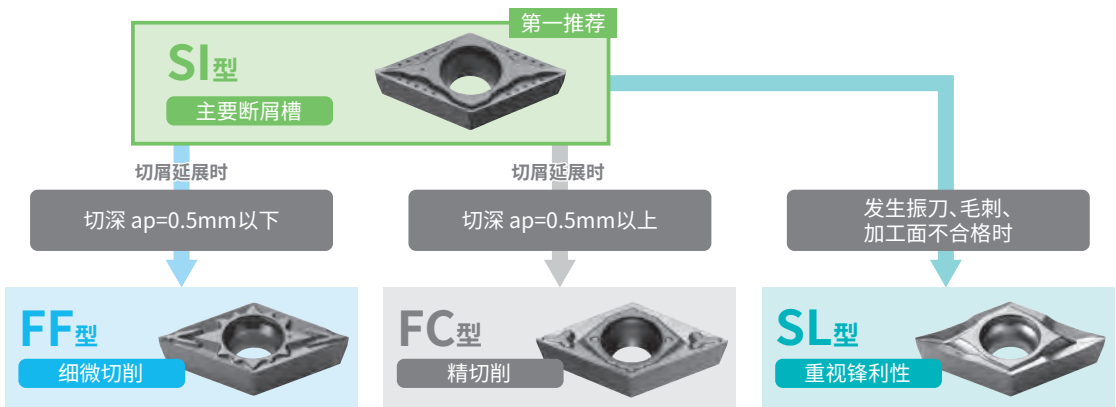 第一推荐
SI型
主要断屑槽
切屑延展时
切屑延展时
切深 ap=0.5mm以下
切深 ap=0.5mm以上
发生振刀、毛刺、
加工面不合格时
FF型
细微切削
FC型
精切削
SL型
重视锋利性